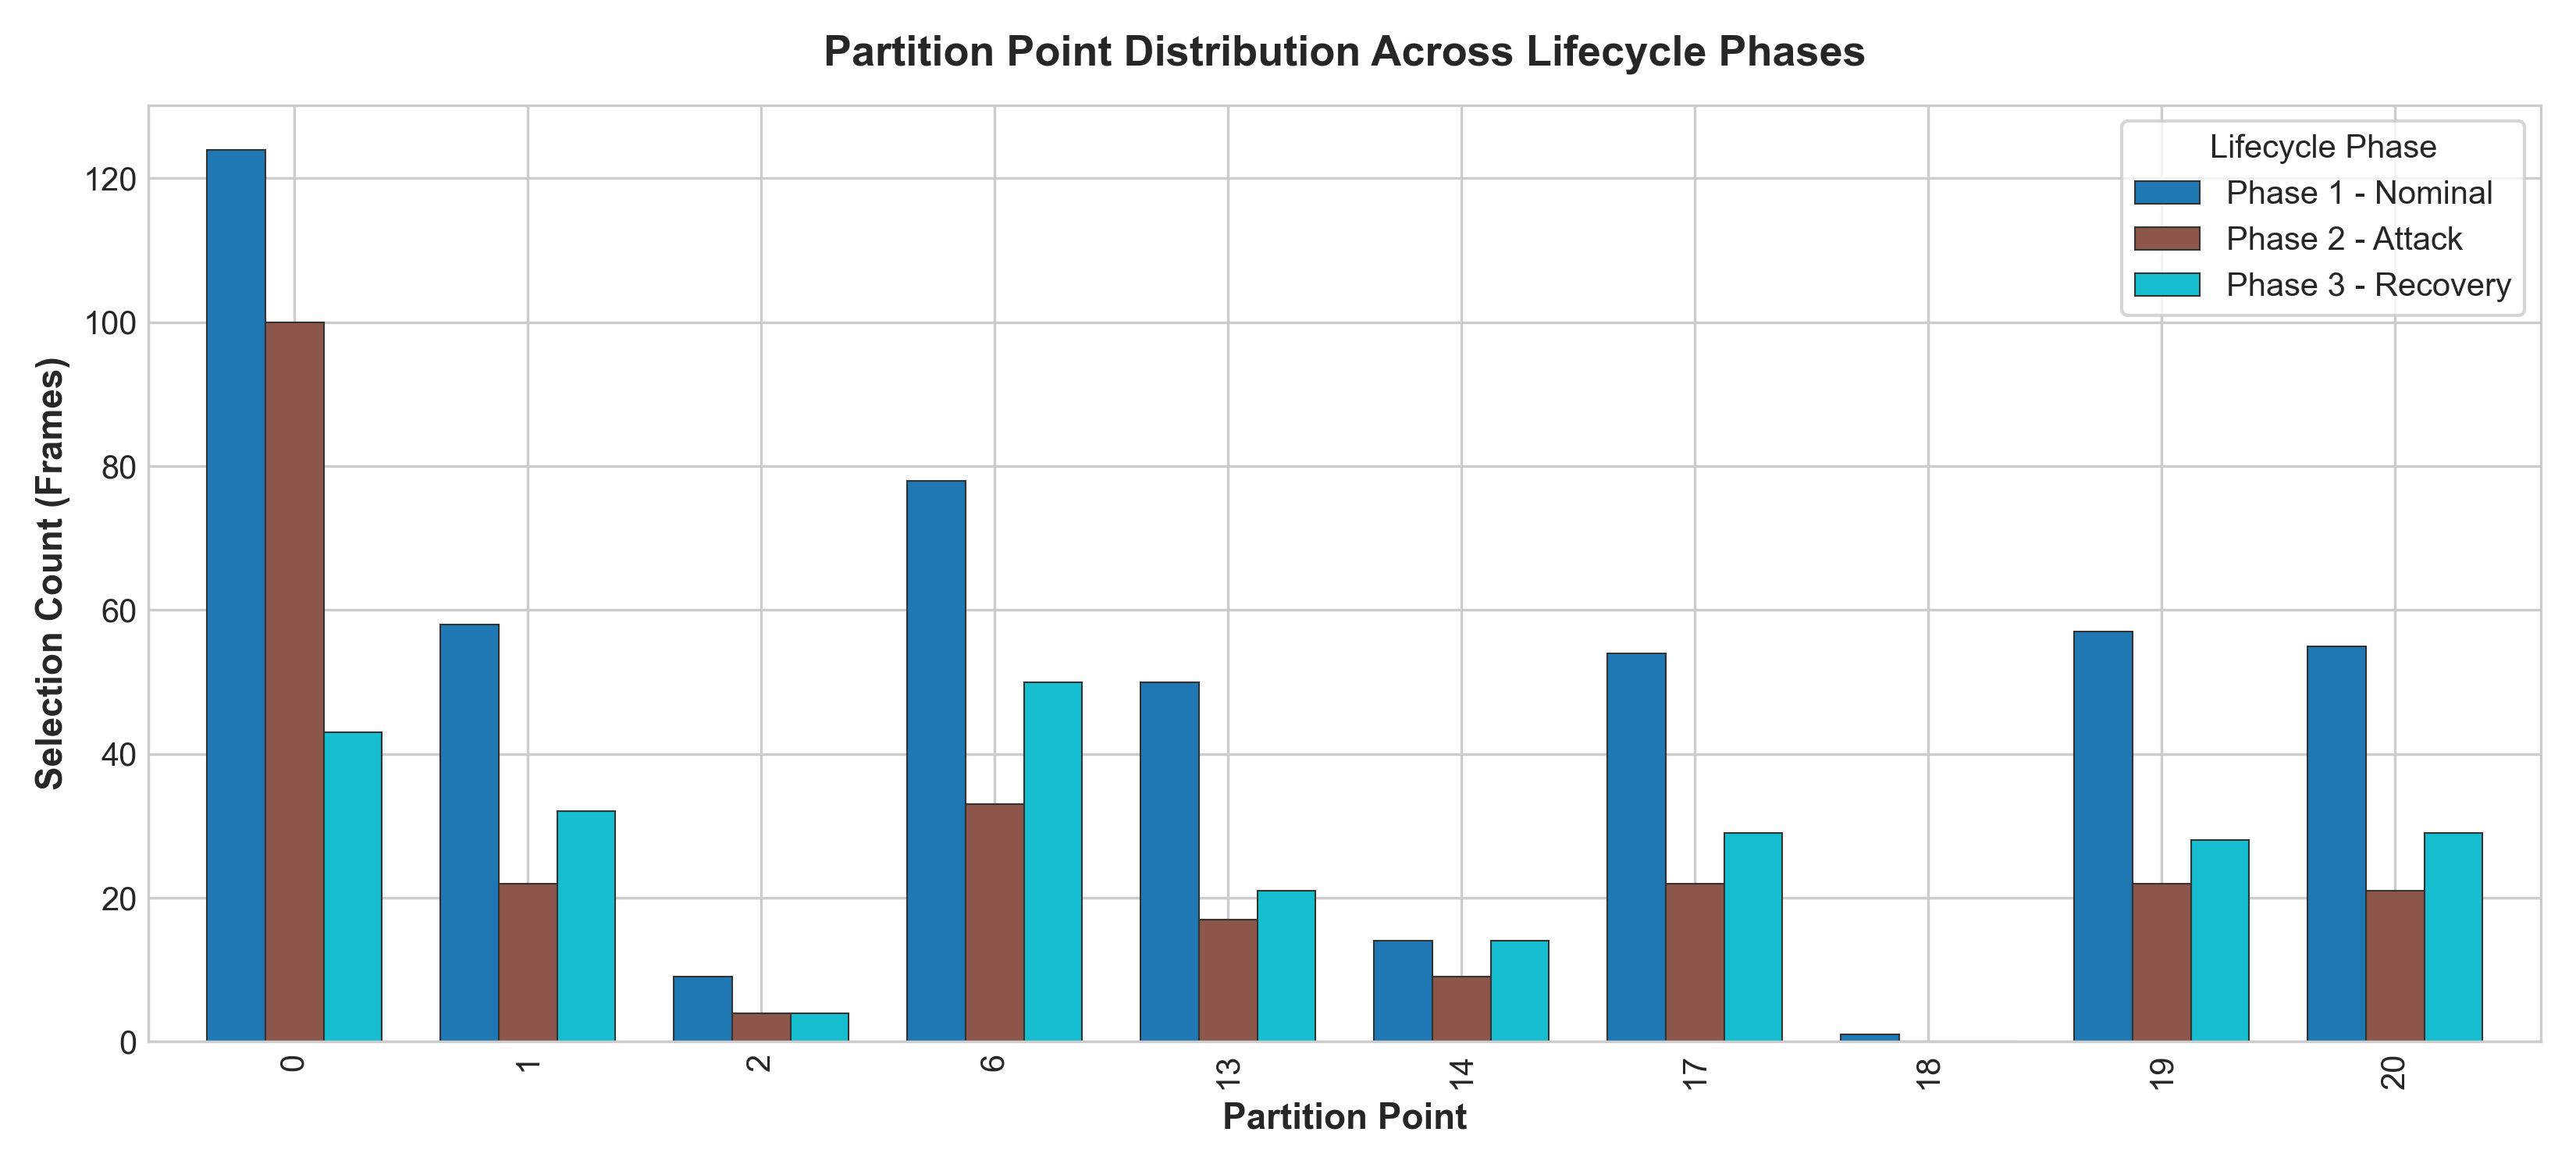 Partition Point Distribution Across Lifecycle Phases
Selection Count (Frames)
120
100
80
60
40
20
0
Lifecycle Phase
Phase 1 - Nominal
Phase 2 - Attack
Phase 3 - Recovery
0 1 2 6 13 14 17 18 19 20
Partition Point